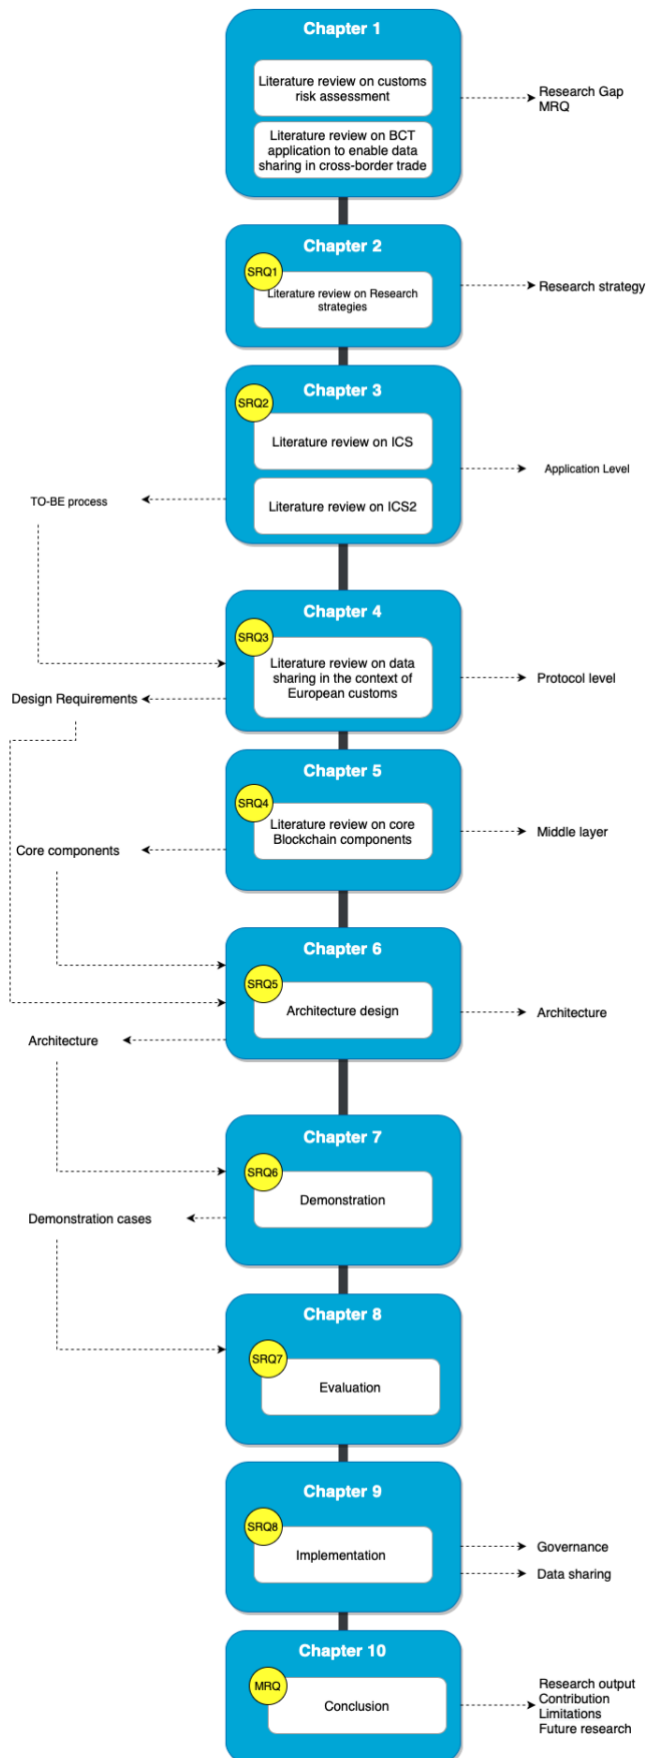 Chapter 1
Literature review on customs
risk assessment
Literature review on BCT
application to enable data
sharing in cross-border trade
Research Gap
MRQ
Chapter 2
SRQ1
Literature review on Research
strategies
Research strategy
Chapter 3
SRQ2
Literature review on ICS
Literature review on ICS2
Application Level
TO-BE process
Chapter 4
SRQ3
Literature review on data
sharing in the context of
European customs
Protocol level
Design Requirements
Chapter 5
SRQ4
Literature review on core
Blockchain components
Middle layer
Core components
Chapter 6
SRQ5
Architecture design
Architecture
Architecture
Chapter 7
SRQ6
Demonstration
Demonstration cases
Chapter 8
SRQ7
Evaluation
Chapter 9
SRQ8
Implementation
Governance
Data sharing
Chapter 10
MRQ
Conclusion
Research output
Contribution
Limitations
Future research